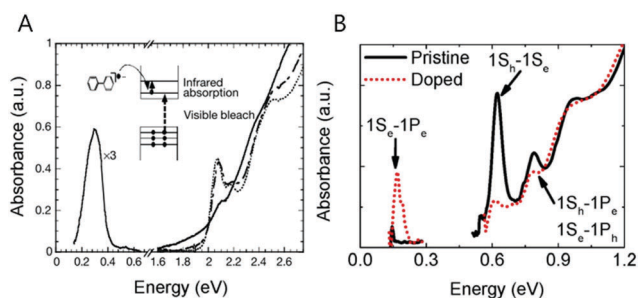 A
B
Absorbance (a.u.)
1
0.8
0.6
0.4
0.2
0
×3
Infrared
absorption
Visible bleach
0.2 0.4 0.6 1.6 1.8 2 2.2 2.4 2.6
Energy (eV)
Absorbance (a.u.)
Pristine
Doped
1Sh-1Se
1Se-1Pe
1Sh-1Pe
1Se-1Ph
0.0 0.3 0.6 0.9 1.2
Energy (eV)